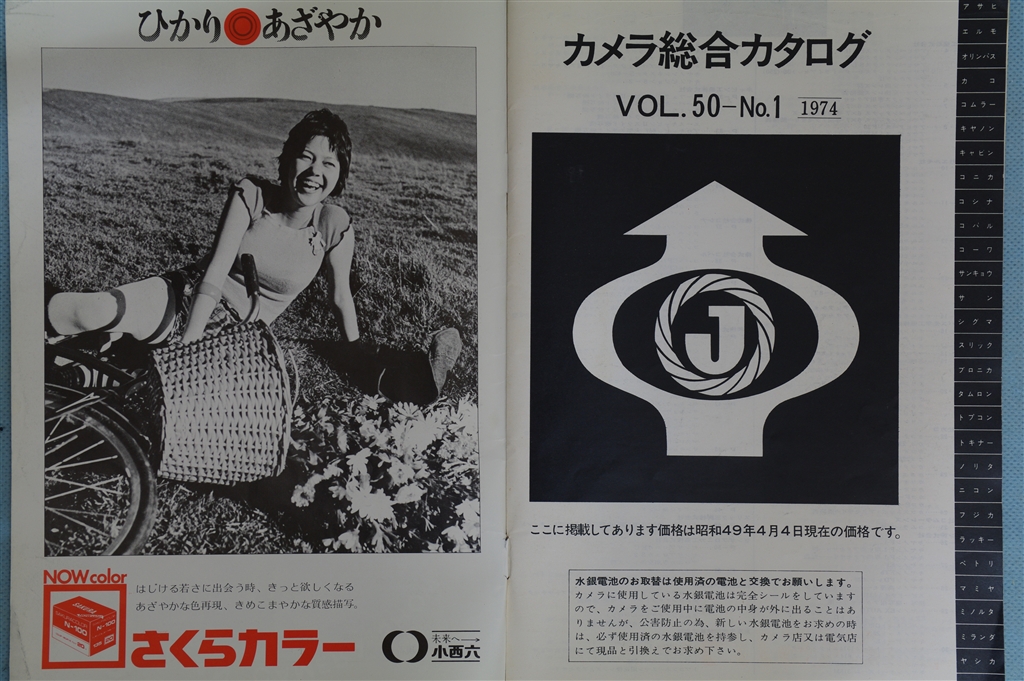 ひかり あざやか
NOW color
N-100
N-100
はじける若さに出会う時、きっと欲しくなる
あざやかな色再現、きめこまやかな質感描写。
さくらカラー
未来へ
小西六
カメラ総合カタログ
VOL.50-No.1 1974
J
ここに掲載してあります価格は昭和49年4月4日現在の価格です。
水銀電池のお取替は使用済の電池と交換でお願いします。
カメラに使用している水銀電池は完全シールをしています
ので、カメラをご使用中に電池の中身が外に出ることはあ
りませんが、公害防止の為、新しい水銀電池をお求めの時
は、必ず使用済の水銀電池を持参し、カメラ店又は電気店
にて現品と引換えでお求め下さい。
アサヒ
エルモ
オリンパス
カコ
コムラー
キヤノン
キャビン
コニカ
コシナ
コパル
コーワ
サンキョウ
サン
シグマ
スリック
ブロニカ
タムロン
トプコン
トキナー
ノリタ
ニコン
フジカ
ラッキー
ペトリ
マミヤ
ミノルタ
ミランダ
ヤシカ